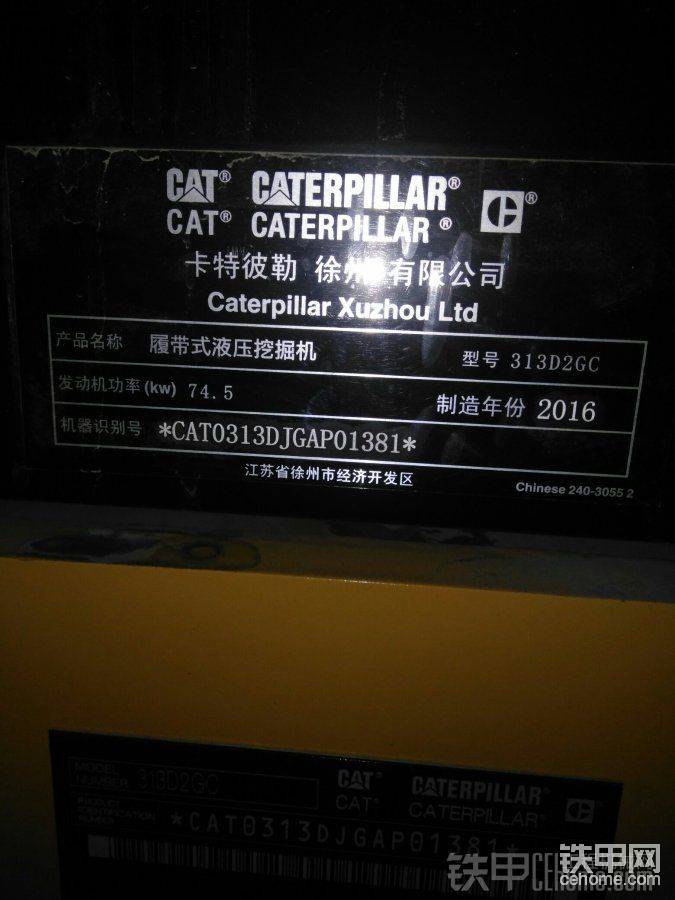 CAT® CATERPILLAR® C®
CAT® CATERPILLAR®
卡特彼勒 徐州 有限公司
Caterpillar Xuzhou Ltd
产品名称 履带式液压挖掘机 型号 313D2GC
发动机功率(kw) 74.5 制造年份 2016
机器识别号 *CAT0313DJGAP01381*
江苏省徐州市经济开发区
Chinese 240-3055 2
MODEL NUMBER 313D2GC
CAT CATERPILLAR
CAT CATERPILLAR
PRODUCT IDENTIFICATION NUMBER
*CAT0313DJGAP01381*
铁甲网
cehome.com